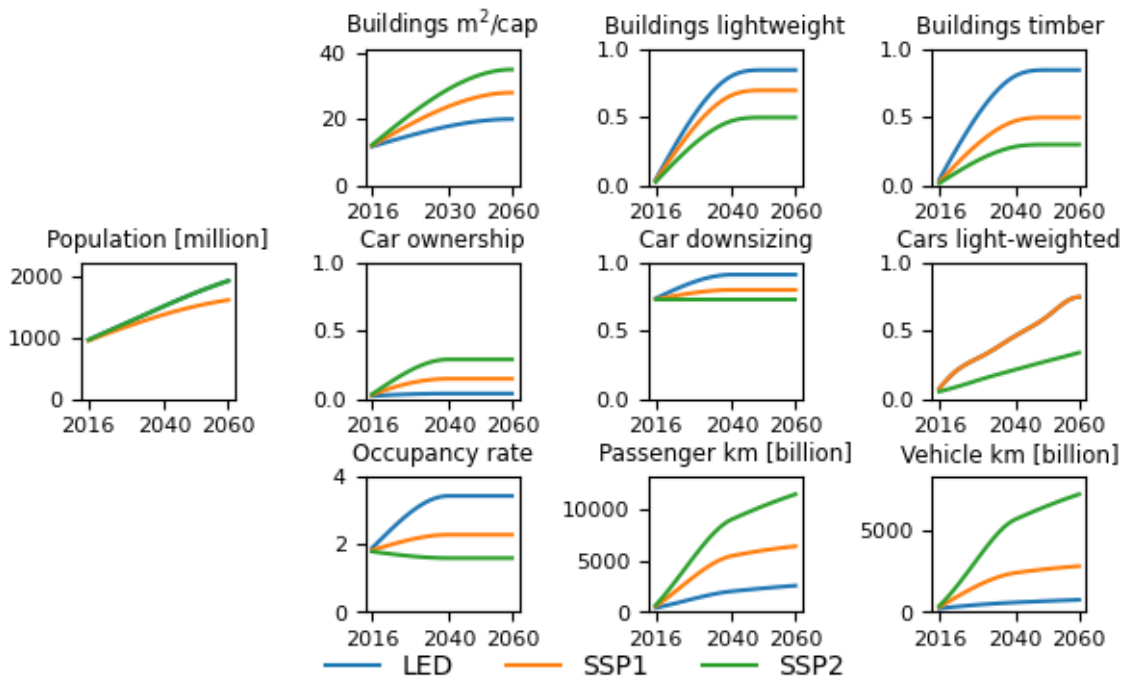 Buildings m²/cap
Buildings lightweight
Buildings timber
40
20
0
2016 2030 2060
1.0
0.5
0.0
2016 2040 2060
1.0
0.5
0.0
2016 2040 2060
Population [million]
Car ownership
Car downsizing
Cars light-weighted
2000
1000
0
2016 2040 2060
1.0
0.5
0.0
2016 2040 2060
1.0
0.5
0.0
2016 2040 2060
1.0
0.5
0.0
2016 2040 2060
Occupancy rate
Passenger km [billion]
Vehicle km [billion]
4
2
0
2016 2040 2060
10000
5000
0
2016 2040 2060
5000
0
2016 2040 2060
LED SSP1 SSP2